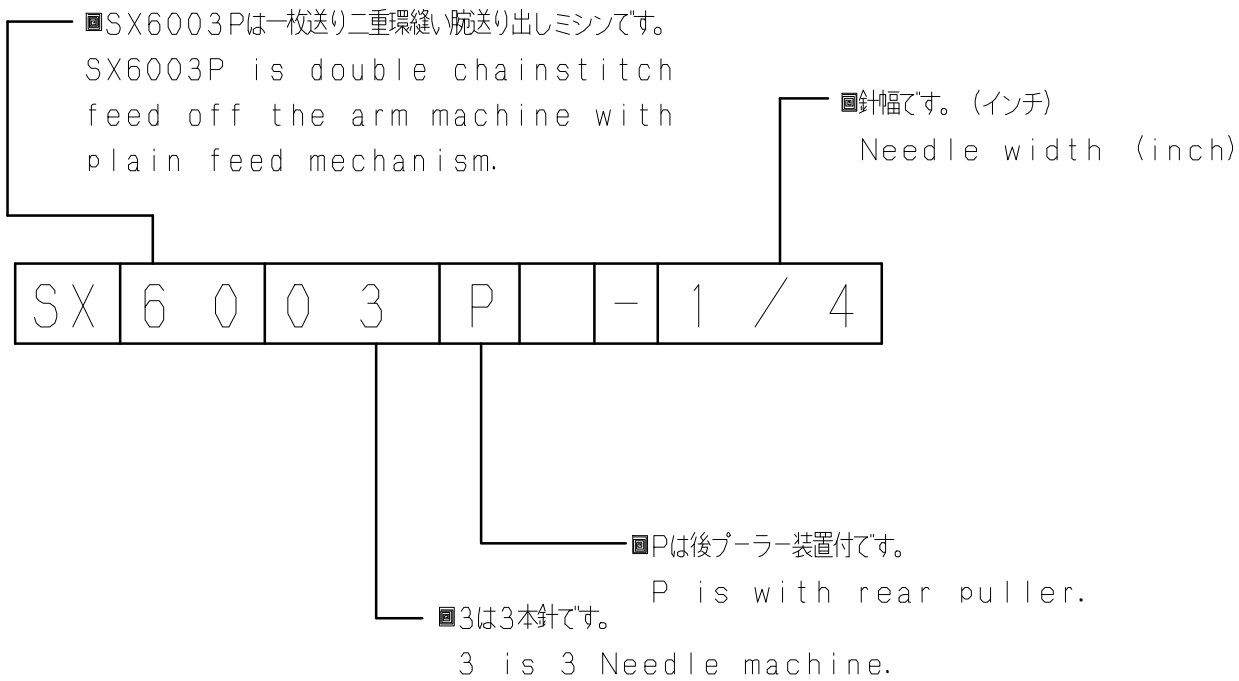 ▣SX6003Pは一枚送り二重環縫い腕送り出しミシンです。
SX6003P is double chainstitch
feed off the arm machine with
plain feed mechanism.
▣針幅です。(インチ)
Needle width (inch)
SX 6 0 0 3 P - 1 / 4
▣Pは後プーラー装置付です。
P is with rear puller.
▣3は3本針です。
3 is 3 Needle machine.